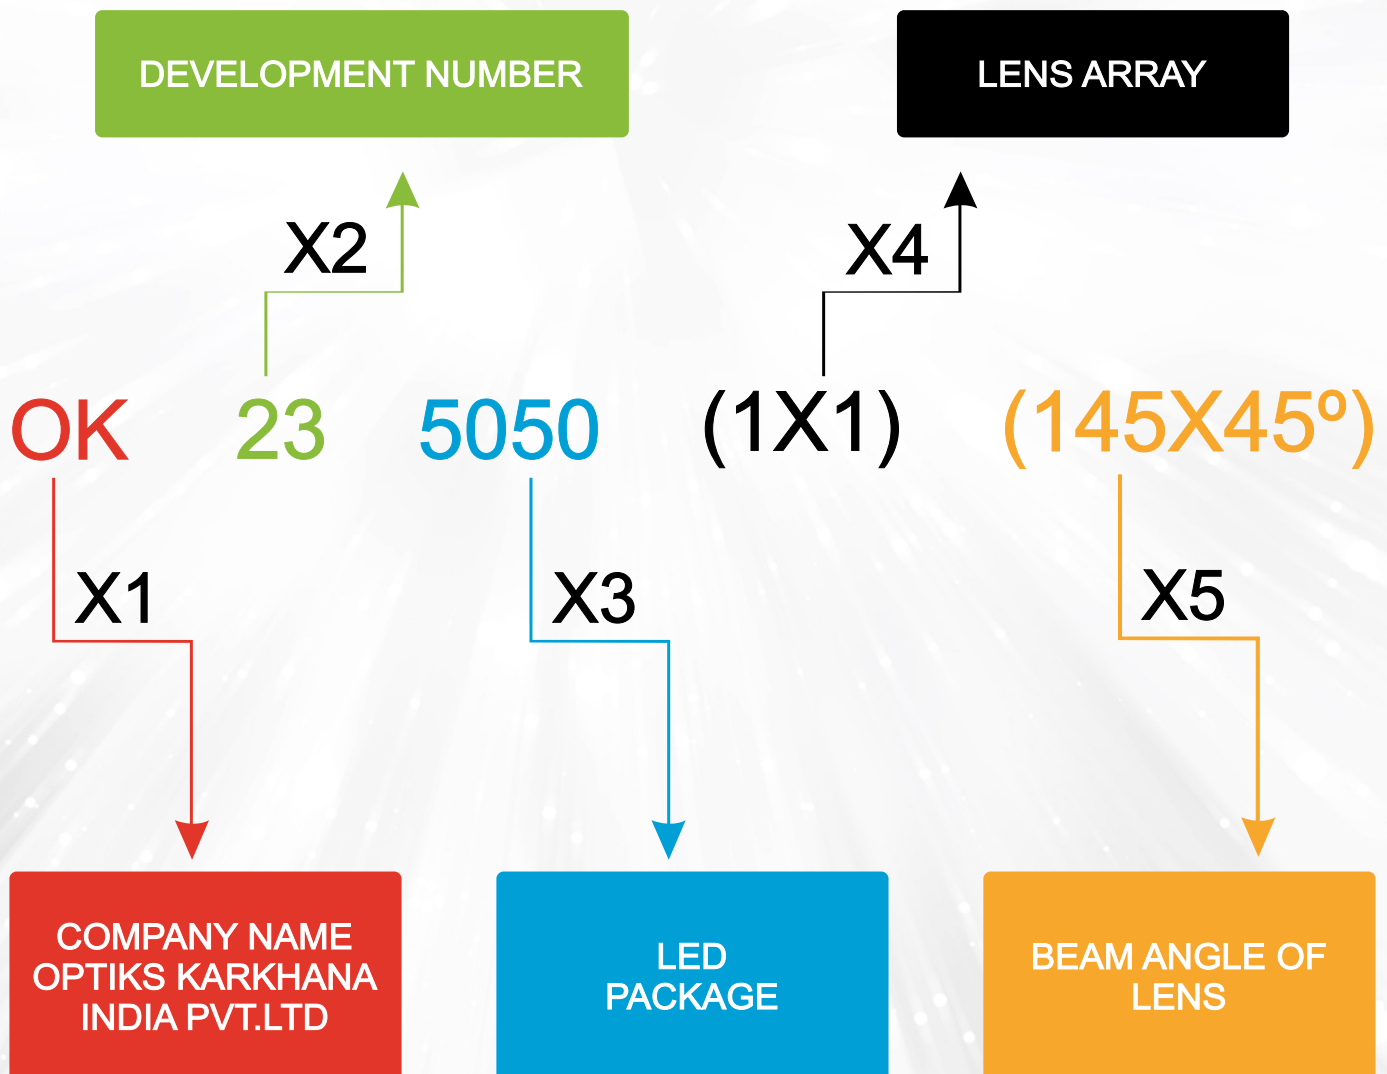 DEVELOPMENT NUMBER
LENS ARRAY
X2
X4
OK 23 5050 (1X1) (145X45º)
X1
X3
X5
COMPANY NAME
OPTIKS KARKHANA
INDIA PVT.LTD
LED
PACKAGE
BEAM ANGLE OF
LENS